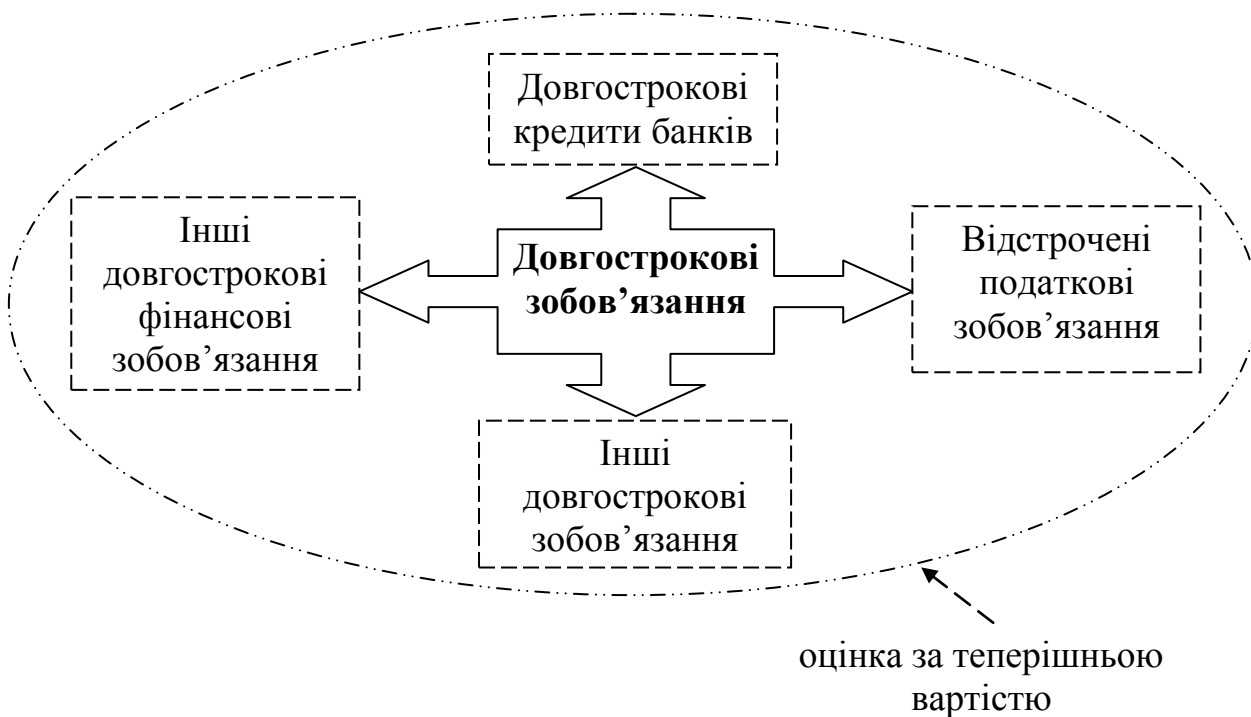 Довгострокові
кредити банків
Інші
довгострокові
фінансові
зобов’язання
Довгострокові
зобов’язання
Відстрочені
податкові
зобов’язання
Інші
довгострокові
зобов’язання
оцінка за теперішньою
вартістю